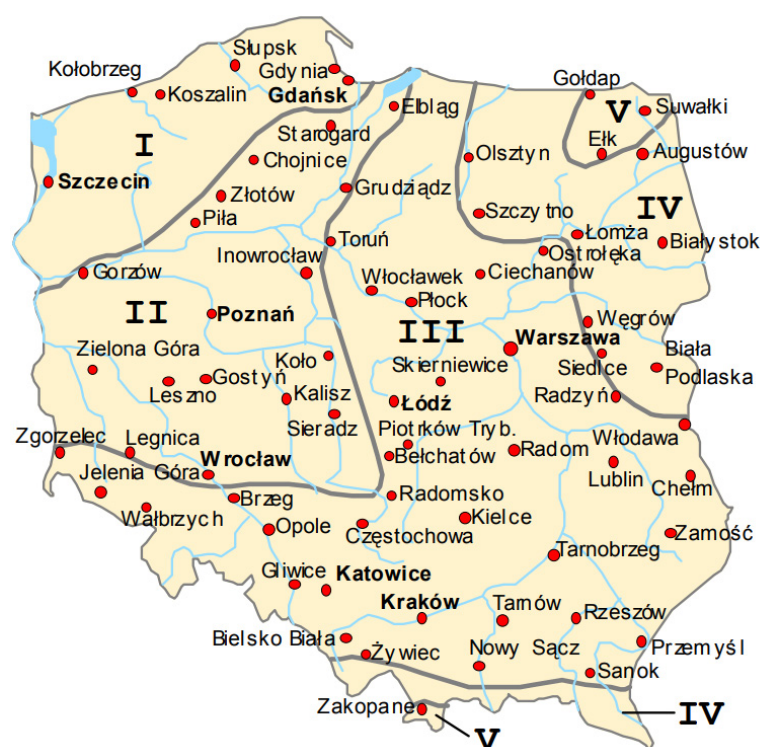 Słupsk
Kołobrzeg
Gdynia
Gołdap
Koszalin
Gdańsk
Elbląg
V
Suwałki
Starogard
I
Ełk
Chojnice
Olsztyn
Augustów
Szczecin
Złotów
Grudziądz
Szczytno
IV
Piła
Łomża
Toruń
Białystok
Inowrocław
Ostrołęka
Gorzów
Włocławek
Ciechanów
II
Płock
Poznań
III
Węgrów
Warszawa
Zielona Góra
Koło
Skierniewice
Siedlce
Biała
Podlaska
Gostyń
Leszno
Kalisz
Łódź
Radzyń
Sieradz
Piotrków Tryb.
Zgorzelec
Legnica
Włodawa
Wrocław
Bełchatów
Radom
Jelenia Góra
Lublin
Chełm
Brzeg
Radomsko
Wałbrzych
Opole
Częstochowa
Kielce
Zamość
Tarnobrzeg
Gliwice
Katowice
Kraków
Tarnów
Rzeszów
Bielsko Biała
Żywiec
Nowy Sącz
Przemyśl
Sanok
Zakopane
IV
V